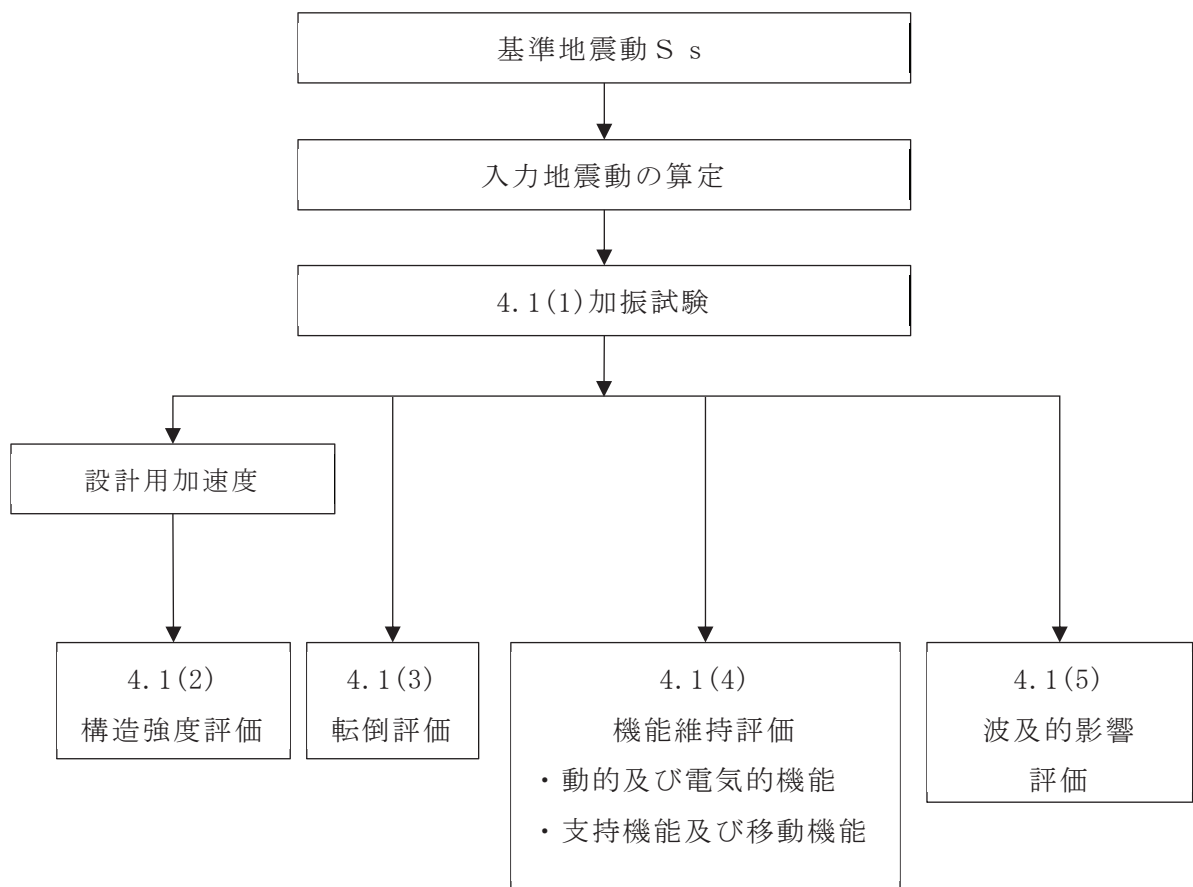 基準地震動Ｓｓ
入力地震動の算定
4.1(1)加振試験
設計用加速度
4.1(2)
構造強度評価
4.1(3)
転倒評価
4.1(4)
機能維持評価
・動的及び電気的機能
・支持機能及び移動機能
4.1(5)
波及的影響
評価